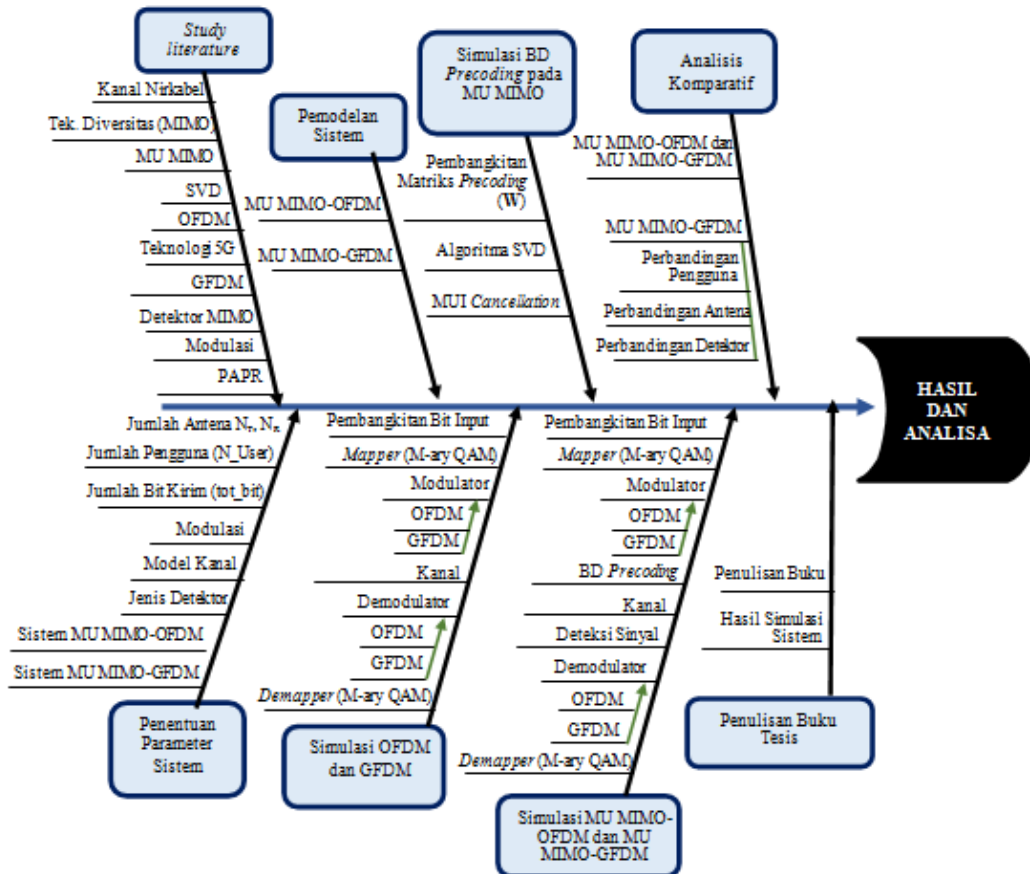 Study
literature
Kanal Nirkabel
Tek. Diversitas (MIMO)
MU MIMO
SVD
OFDM
Teknologi 5G
GFDM
Detektor MIMO
Modulasi
PAPR
Pemodelan
Sistem
MU MIMO-OFDM
MU MIMO-GFDM
Simulasi BD
Precoding pada
MU MIMO
Pembangkitan
Matriks Precoding
(W)
Algoritma SVD
MUI Cancellation
Analisis
Komparatif
MU MIMO-OFDM dan
MU MIMO-GFDM
MU MIMO-GFDM
Perbandingan
Pengguna
Perbandingan Antena
Perbandingan Detektor
HASIL
DAN
ANALISA
Jumlah Antena N_T, N_R
Jumlah Pengguna (N_User)
Jumlah Bit Kirim (tot_bit)
Modulasi
Model Kanal
Jenis Detektor
Sistem MU MIMO-OFDM
Sistem MU MIMO-GFDM
Penentuan
Parameter
Sistem
Pembangkitan Bit Input
Mapper (M-ary QAM)
Modulator
OFDM
GFDM
Kanal
Demodulator
OFDM
GFDM
Demapper (M-ary QAM)
Simulasi OFDM
dan GFDM
Pembangkitan Bit Input
Mapper (M-ary QAM)
Modulator
OFDM
GFDM
BD Precoding
Kanal
Deteksi Sinyal
Demodulator
OFDM
GFDM
Demapper (M-ary QAM)
Simulasi MU MIMO-
OFDM dan MU
MIMO-GFDM
Penulisan Buku
Hasil Simulasi
Sistem
Penulisan Buku
Tesis